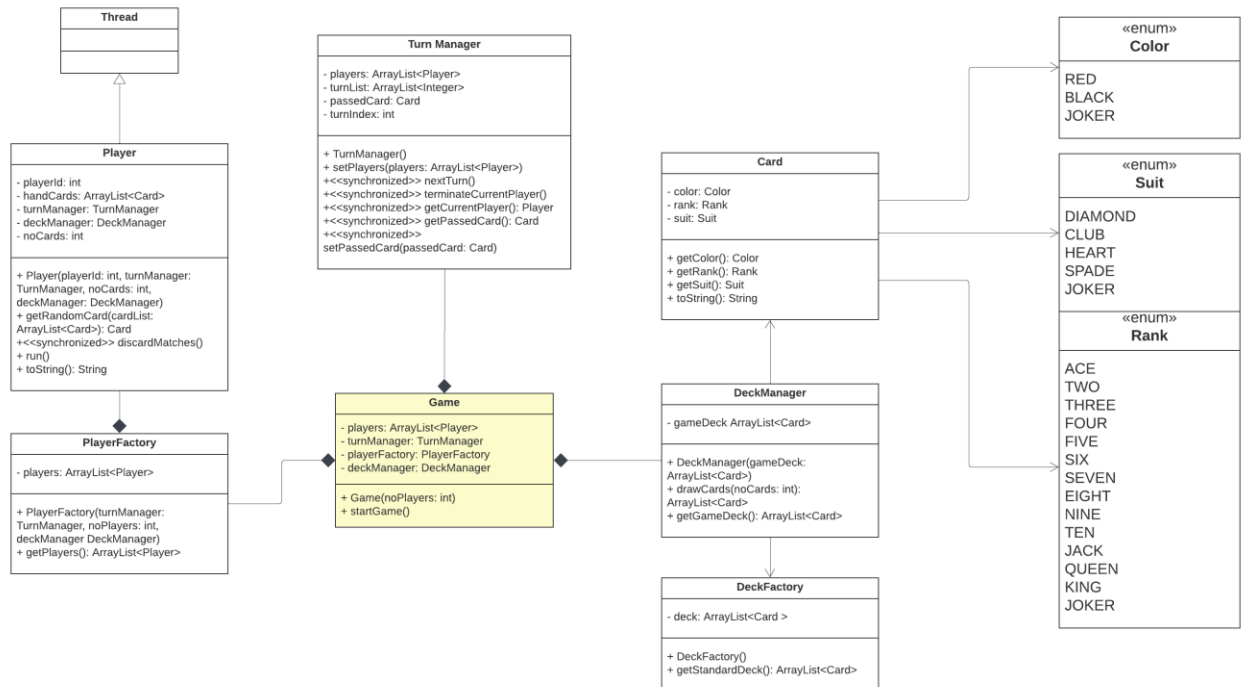 Thread
Player
- playerId: int
- handCards: ArrayList<Card>
- turnManager: TurnManager
- deckManager: DeckManager
- noCards: int
+ Player(playerId: int, turnManager:
TurnManager, noCards: int,
deckManager: DeckManager)
+ getRandomCard(cardList:
ArrayList<Card>): Card
+<<synchronized>> discardMatches()
+ run()
+ toString(): String
PlayerFactory
- players: ArrayList<Player>
+ PlayerFactory(turnManager:
TurnManager, noPlayers: int,
deckManager DeckManager)
+ getPlayers(): ArrayList<Player>
Turn Manager
- players: ArrayList<Player>
- turnList: ArrayList<Integer>
- passedCard: Card
- turnIndex: int
+ TurnManager()
+ setPlayers(players: ArrayList<Player>)
+<<synchronized>> nextTurn()
+<<synchronized>> terminateCurrentPlayer()
+<<synchronized>> getCurrentPlayer(): Player
+<<synchronized>> getPassedCard(): Card
+<<synchronized>>
setPassedCard(passedCard: Card)
Game
- players: ArrayList<Player>
- turnManager: TurnManager
- playerFactory: PlayerFactory
- deckManager: DeckManager
+ Game(noPlayers: int)
+ startGame()
Card
- color: Color
- rank: Rank
- suit: Suit
+ getColor(): Color
+ getRank(): Rank
+ getSuit(): Suit
+ toString(): String
DeckManager
- gameDeck ArrayList<Card>
+ DeckManager(gameDeck:
ArrayList<Card>)
+ drawCards(noCards: int):
ArrayList<Card>
+ getGameDeck(): ArrayList<Card>
DeckFactory
- deck: ArrayList<Card >
+ DeckFactory()
+ getStandardDeck(): ArrayList<Card>
«enum»
Color
RED
BLACK
JOKER
«enum»
Suit
DIAMOND
CLUB
HEART
SPADE
JOKER
«enum»
Rank
ACE
TWO
THREE
FOUR
FIVE
SIX
SEVEN
EIGHT
NINE
TEN
JACK
QUEEN
KING
JOKER